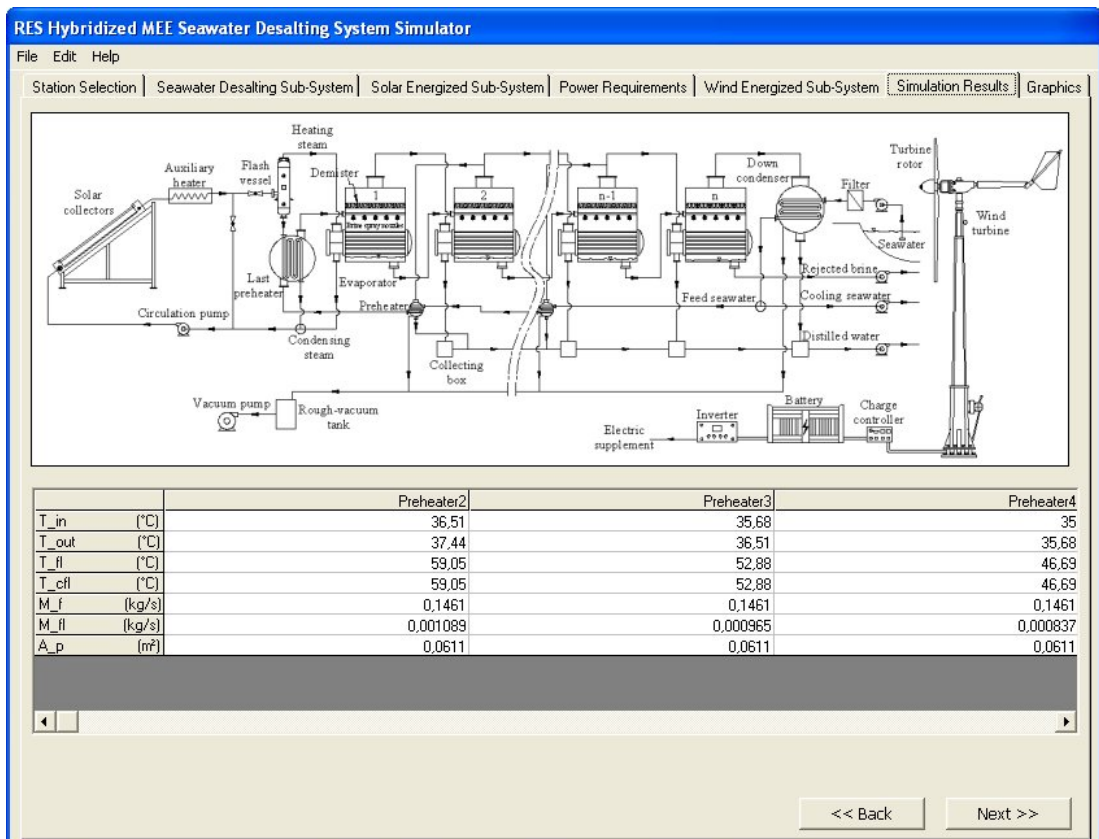 RES Hybridized MEE Seawater Desalting System Simulator
File Edit Help
Station Selection Seawater Desalting Sub-System Solar Energized Sub-System Power Requirements Wind Energized Sub-System Simulation Results Graphics
Heating
steam
Auxiliary
heater
Flash
vessel
Demister
Solar
collectors
1
2
n-1
n
Brine spray nozzles
Down
condenser
Filter
Turbine
rotor
Seawater
Wind
turbine
Last
preheater
Evaporator
Preheater
Rejected brine
Feed seawater
Cooling seawater
Circulation pump
Condensing
steam
Distilled water
Collecting
box
Vacuum pump
Rough-vacuum
tank
Electric
supplement
Inverter
Battery
Charge
controller
Preheater2 Preheater3 Preheater4
T_in (°C) 36,51 35,68 35
T_out (°C) 37,44 36,51 35,68
T_fl (°C) 59,05 52,88 46,69
T_cfl (°C) 59,05 52,88 46,69
M_f (kg/s) 0,1461 0,1461 0,1461
M_fl (kg/s) 0,001089 0,000965 0,000837
A_p (m²) 0,0611 0,0611 0,0611
<< Back Next >>